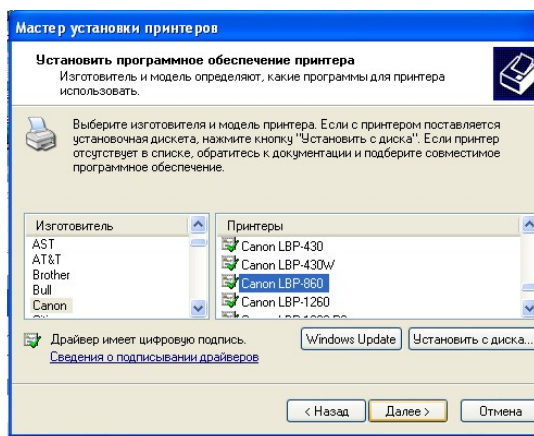 Мастер установки принтеров
Установить программное обеспечение принтера
Изготовитель и модель определяют, какие программы для принтера
использовать.
Выберите изготовителя и модель принтера. Если с принтером поставляется
установочная дискета, нажмите кнопку "Установить с диска". Если принтер
отсутствует в списке, обратитесь к документации и подберите совместимое
программное обеспечение.
Изготовитель
AST
AT&T
Brother
Bull
Canon
Принтеры
Canon LBP-430
Canon LBP-430W
Canon LBP-860
Canon LBP-1260
Драйвер имеет цифровую подпись.
Сведения о подписывании драйверов
Windows Update
Установить с диска...
< Назад
Далее >
Отмена